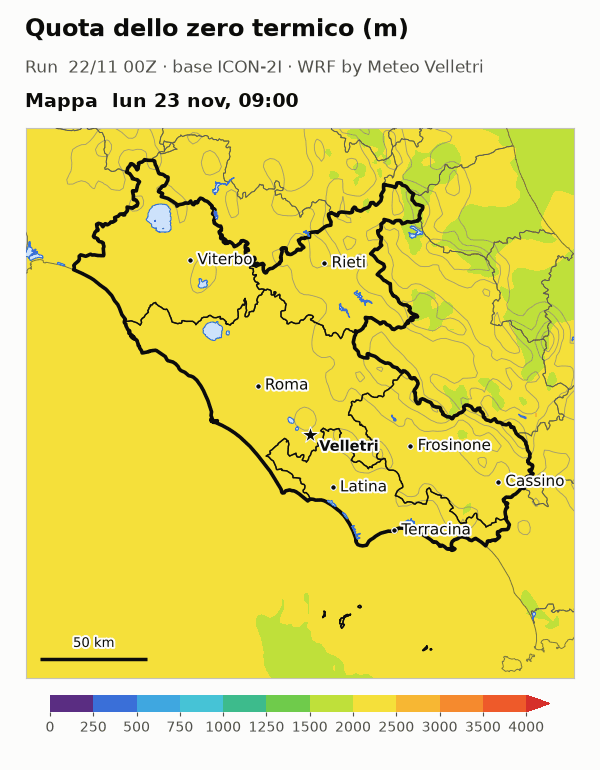 Quota dello zero termico (m)
Run  22/11 00Z · base ICON-2I · WRF by Meteo Velletri
Mappa  lun 23 nov, 09:00
Viterbo
Rieti
Roma
Velletri
Frosinone
Latina
Cassino
Terracina
50 km
0 250 500 750 1000 1250 1500 2000 2500 3000 3500 4000